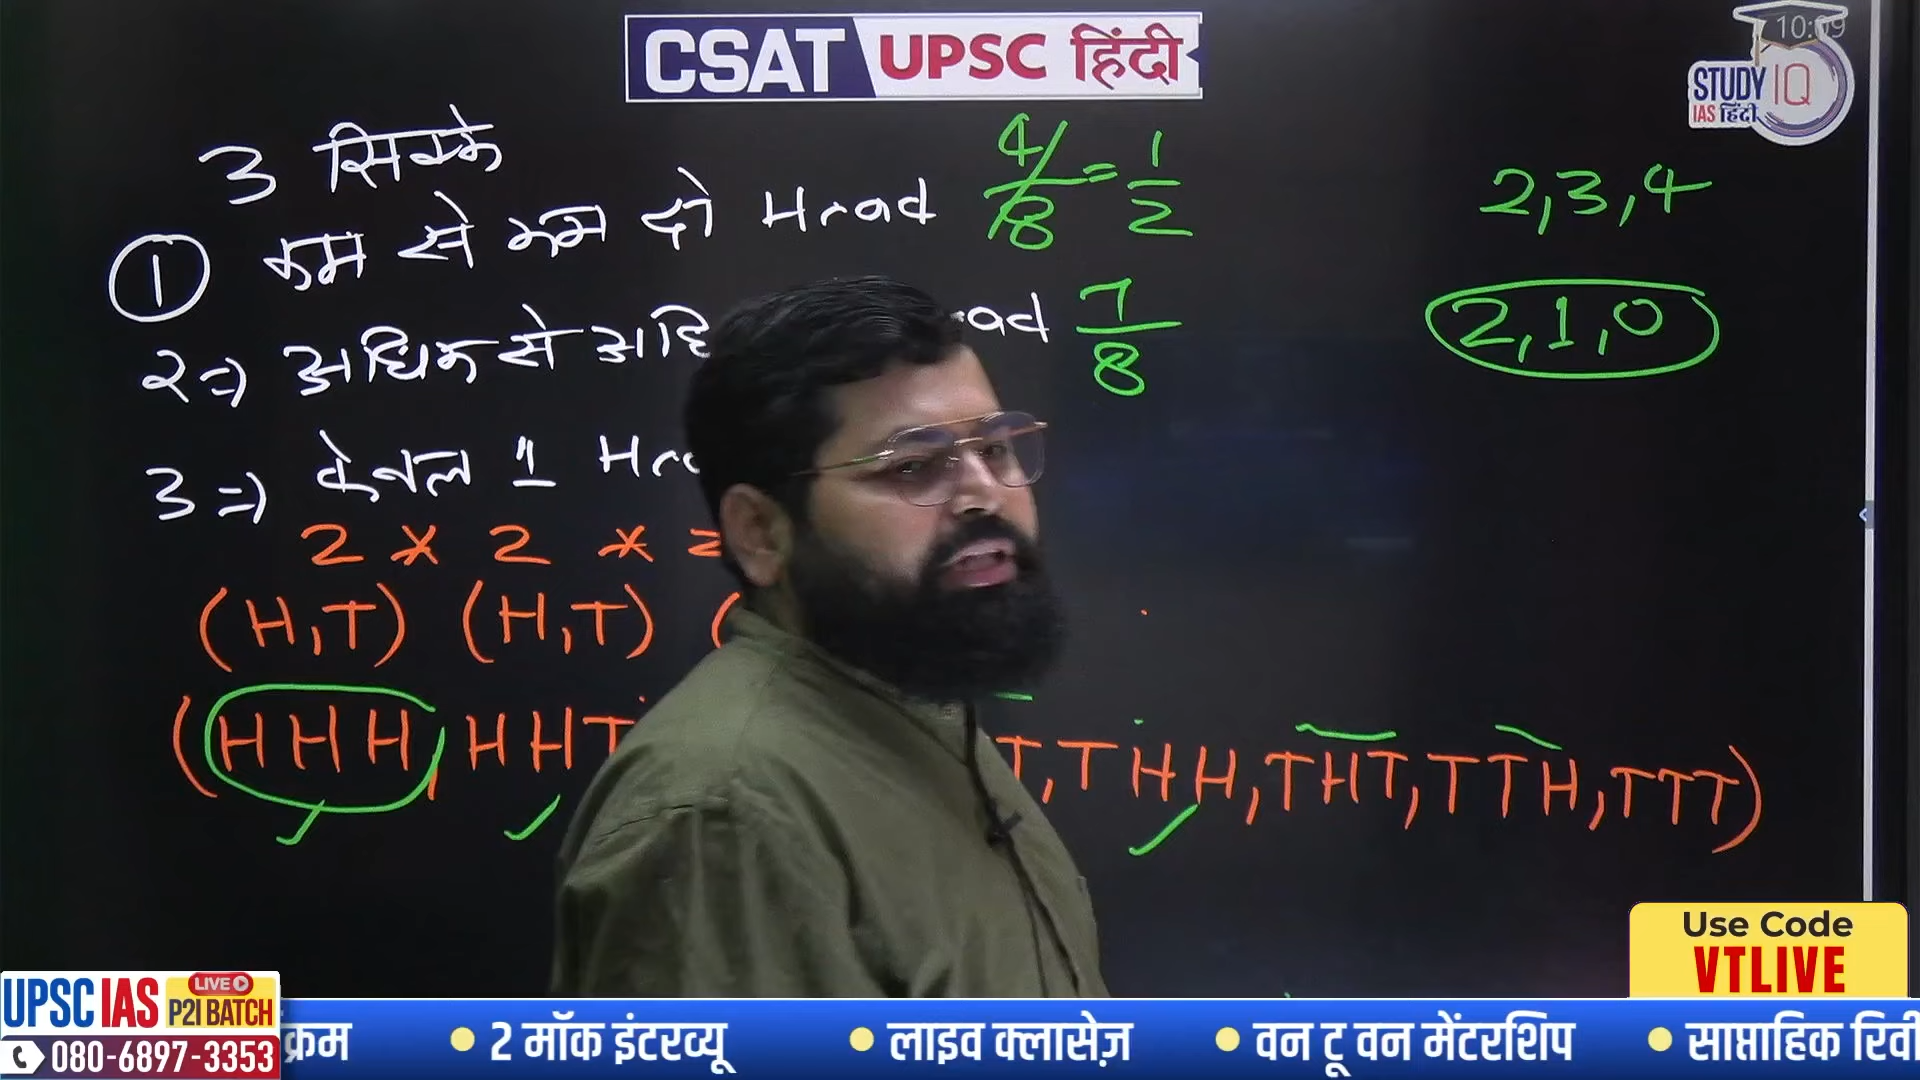 CSAT UPSC हिंदी
10:09
STUDY IQ
IAS हिंदी
3 सिक्के
① कम से कम दो Head 4/8 = 1/2
2,3,4
2 => अधिक से अधि ead 7/8
2,1,0
3 => केवल 1 He
2 × 2 ×
(H,T) (H,T) (
(HHH, HHT T, THH, THT, TTH, TTT)
Use Code
VTLIVE
UPSC IAS LIVE P2I BATCH
080-6897-3353
क्रम • 2 मॉक इंटरव्यू • लाइव क्लासेज़ • वन टू वन मेंटरशिप • साप्ताहिक रिवी